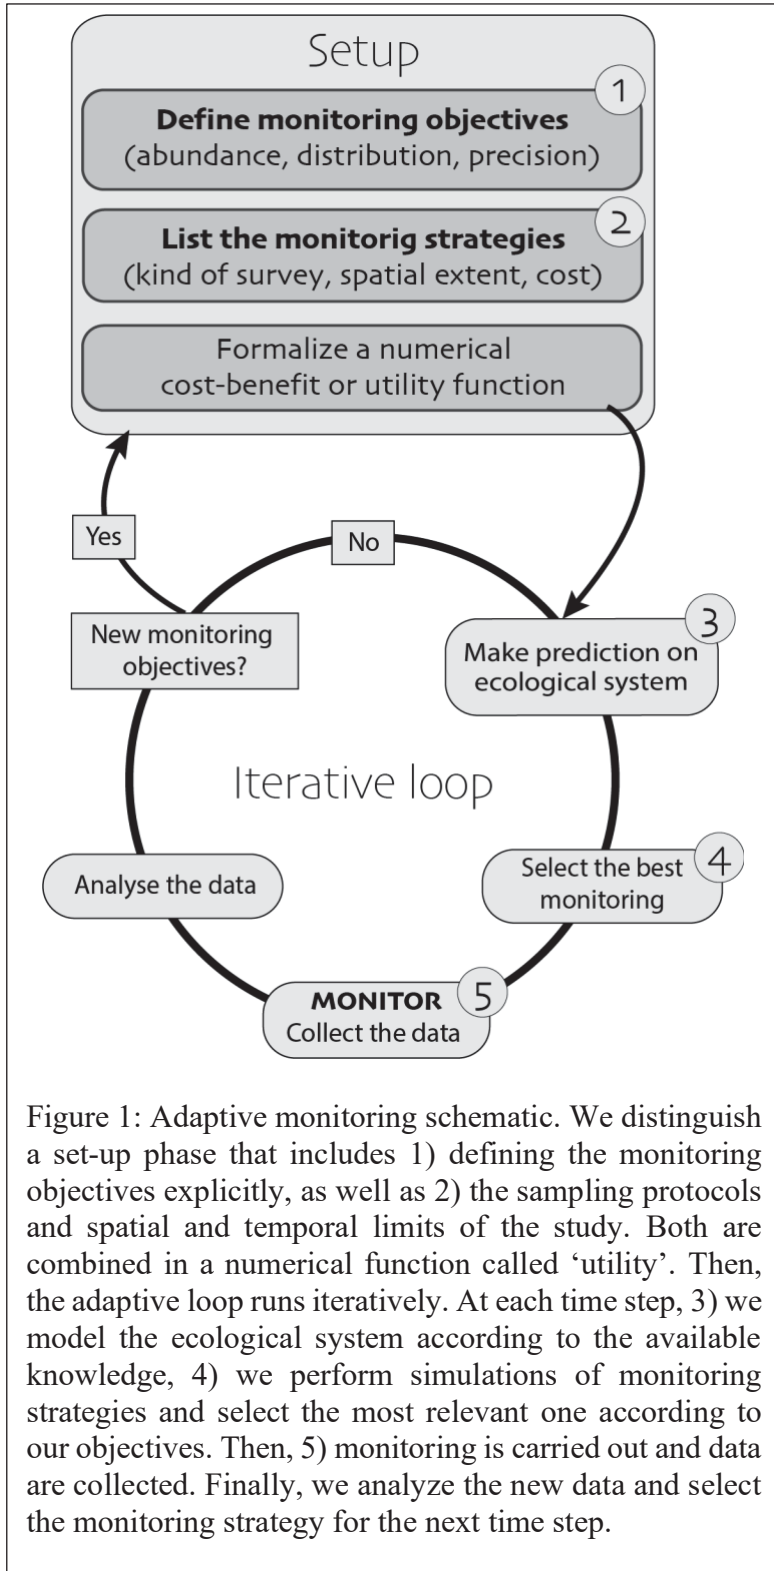 Setup
1
Define monitoring objectives
(abundance, distribution, precision)
2
List the monitorig strategies
(kind of survey, spatial extent, cost)
Formalize a numerical
cost-benefit or utility function
Yes
No
New monitoring
objectives?
3
Make prediction on
ecological system
Iterative loop
Analyse the data
4
Select the best
monitoring
5
MONITOR
Collect the data
Figure 1: Adaptive monitoring schematic. We distinguish
a set-up phase that includes 1) defining the monitoring
objectives explicitly, as well as 2) the sampling protocols
and spatial and temporal limits of the study. Both are
combined in a numerical function called ‘utility’. Then,
the adaptive loop runs iteratively. At each time step, 3) we
model the ecological system according to the available
knowledge, 4) we perform simulations of monitoring
strategies and select the most relevant one according to
our objectives. Then, 5) monitoring is carried out and data
are collected. Finally, we analyze the new data and select
the monitoring strategy for the next time step.